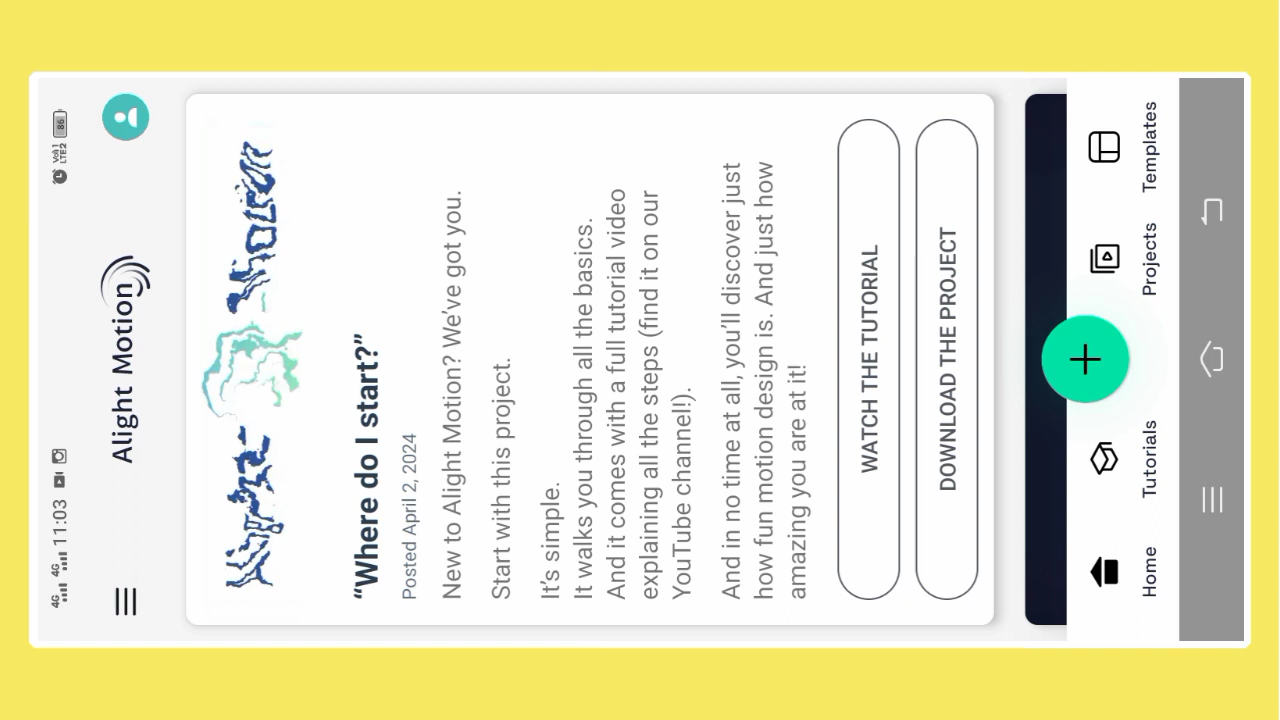 4G 4G 11:03
Vo)) LTE2 86
Alight Motion
“Where do I start?”
Posted April 2, 2024
New to Alight Motion? We’ve got you.
Start with this project.
It’s simple.
It walks you through all the basics.
And it comes with a full tutorial video
explaining all the steps (find it on our
YouTube channel!).
And in no time at all, you’ll discover just
how fun motion design is. And just how
amazing you are at it!
WATCH THE TUTORIAL
DOWNLOAD THE PROJECT
Home
Tutorials
Projects
Templates